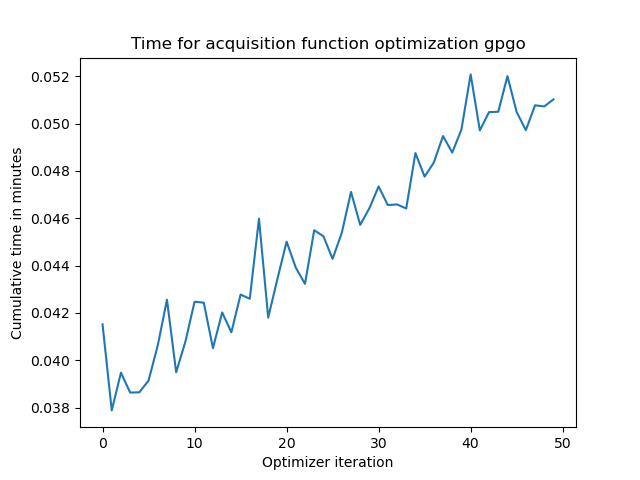 Time for acquisition function optimization gpgo
0.052
0.050
0.048
0.046
0.044
0.042
0.040
0.038
Cumulative time in minutes
0 10 20 30 40 50
Optimizer iteration